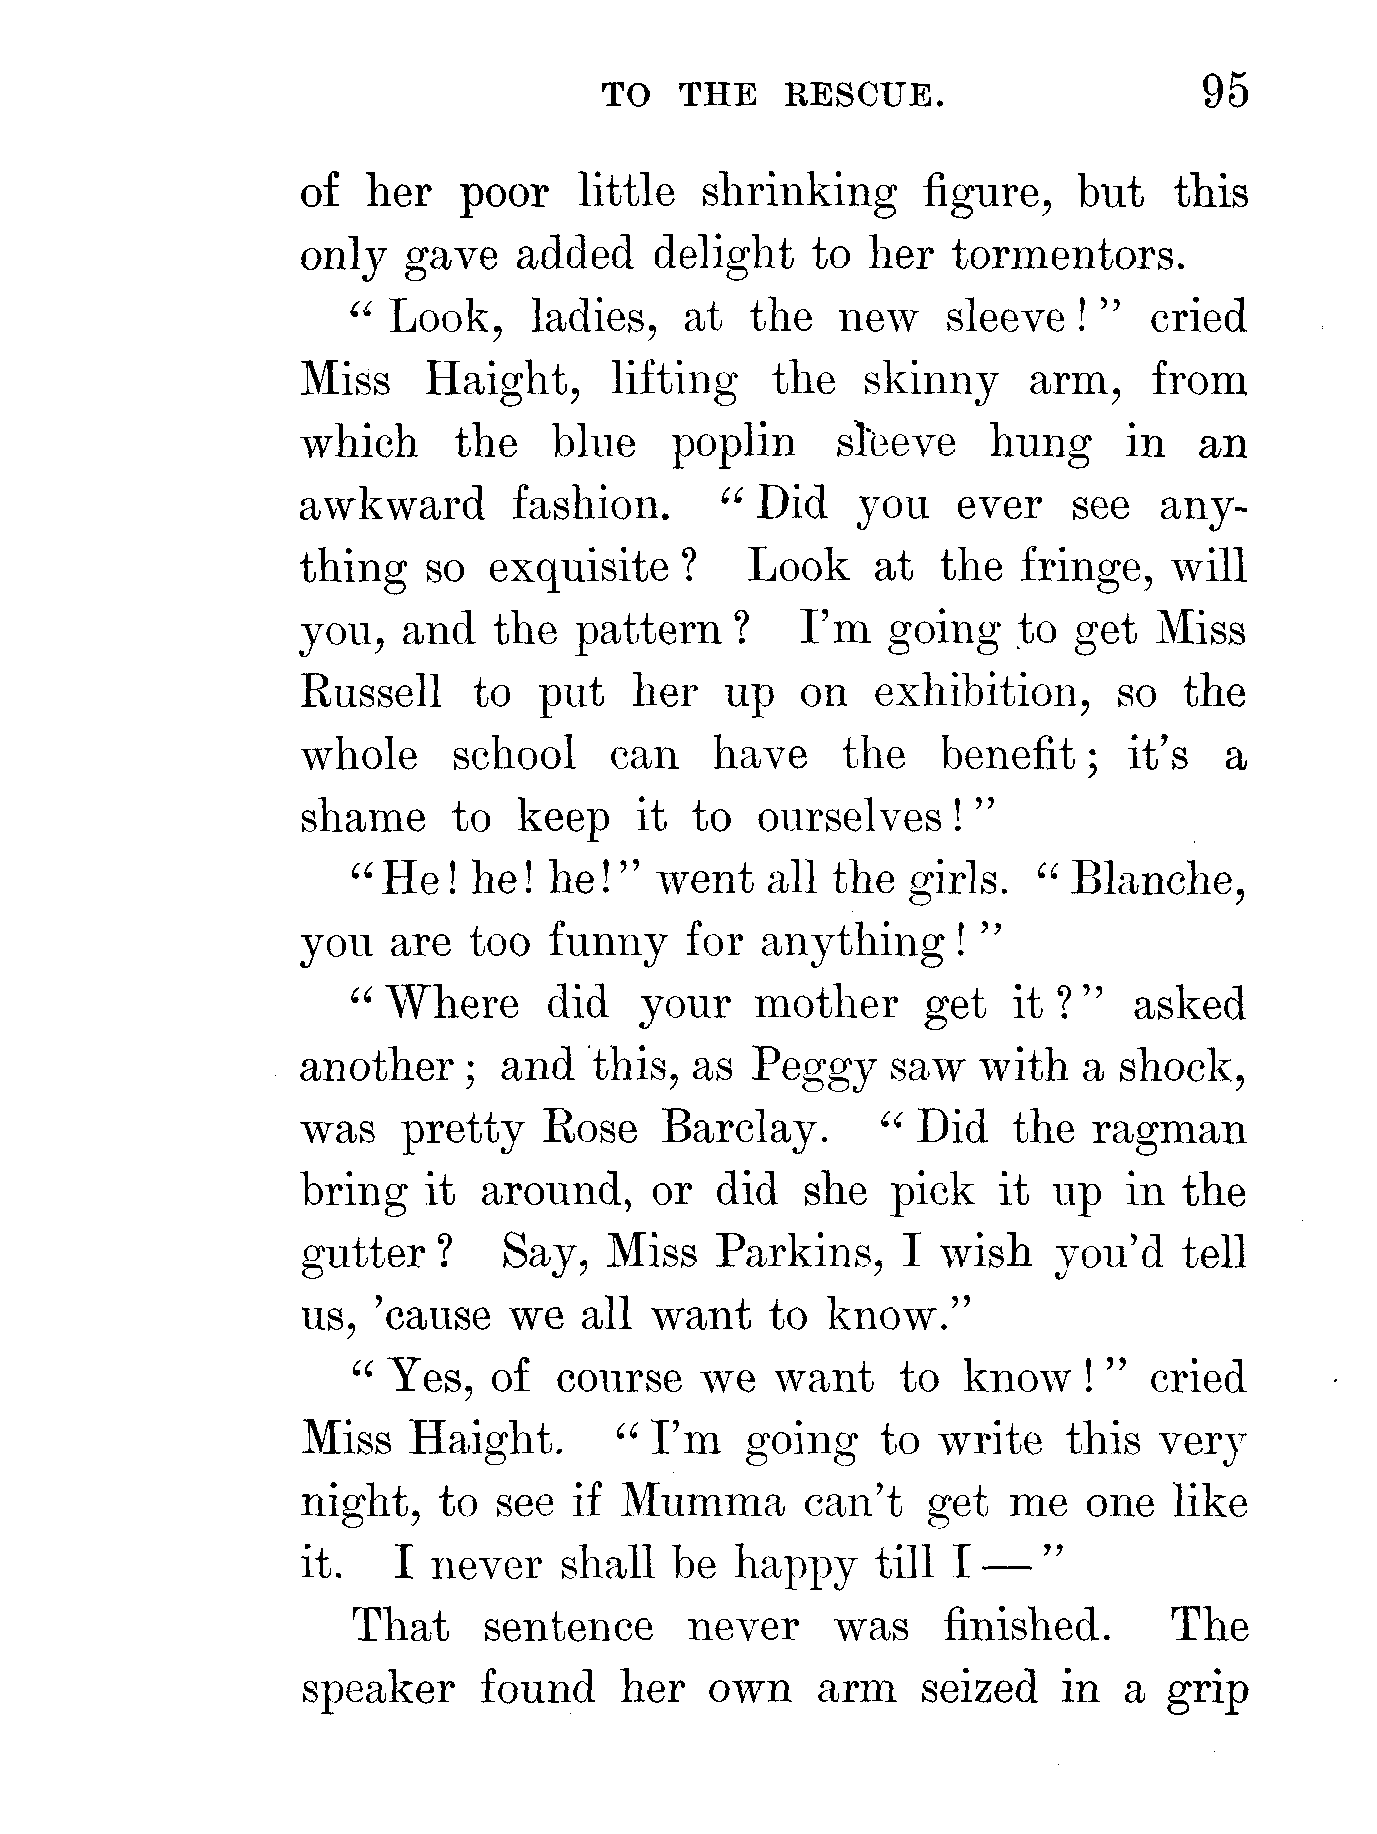 TO THE RESCUE. 95
of her poor little shrinking figure, but this
only gave added delight to her tormentors.
“ Look, ladies, at the new sleeve ! ” cried
Miss Haight, lifting the skinny arm, from
which the blue poplin sleeve hung in an
awkward fashion. “ Did you ever see any-
thing so exquisite ? Look at the fringe, will
you, and the pattern ? I’m going to get Miss
Russell to put her up on exhibition, so the
whole school can have the benefit ; it’s a
shame to keep it to ourselves ! ”
“ He ! he ! he ! ” went all the girls. “ Blanche,
you are too funny for anything ! ”
“ Where did your mother get it ? ” asked
another ; and this, as Peggy saw with a shock,
was pretty Rose Barclay. “ Did the ragman
bring it around, or did she pick it up in the
gutter ? Say, Miss Parkins, I wish you’d tell
us, ’cause we all want to know.”
“ Yes, of course we want to know ! ” cried
Miss Haight. “ I’m going to write this very
night, to see if Mumma can’t get me one like
it. I never shall be happy till I — ”
That sentence never was finished. The
speaker found her own arm seized in a grip